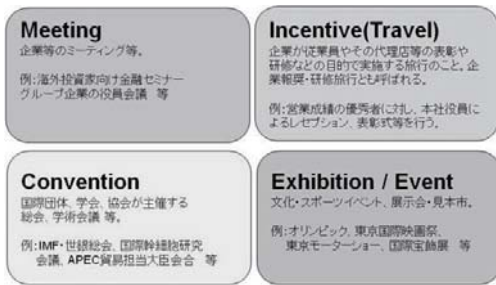 Meeting
企業等のミーティング等。
例:海外投資家向け金融セミナー
グループ企業の役員会議 等
Incentive(Travel)
企業が従業員やその代理店等の表彰や
研修などの目的で実施する旅行のこと。企
業報奨・研修旅行とも呼ばれる。
例:営業成績の優秀者に対し、本社役員に
よるレセプション、表彰式等を行う。
Convention
国際団体、学会、協会が主催する
総会、学術会議 等。
例:IMF・世銀総会、国際幹細胞研究
会議、APEC貿易担当大臣会合 等
Exhibition / Event
文化・スポーツイベント、展示会・見本市。
例:オリンピック、東京国際映画祭、
東京モーターショー、国際宝飾展 等